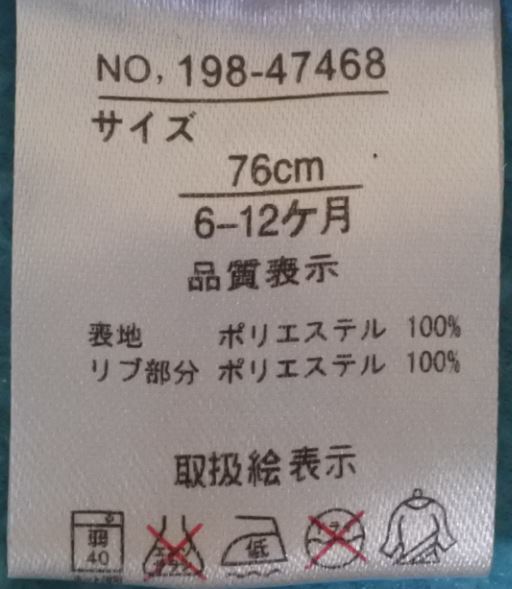 NO, 198-47468
サイズ
76cm
6–12ケ月
品質表示
表地 ポリエステル 100%
リブ部分 ポリエステル 100%
取扱絵表示
弱
40
低